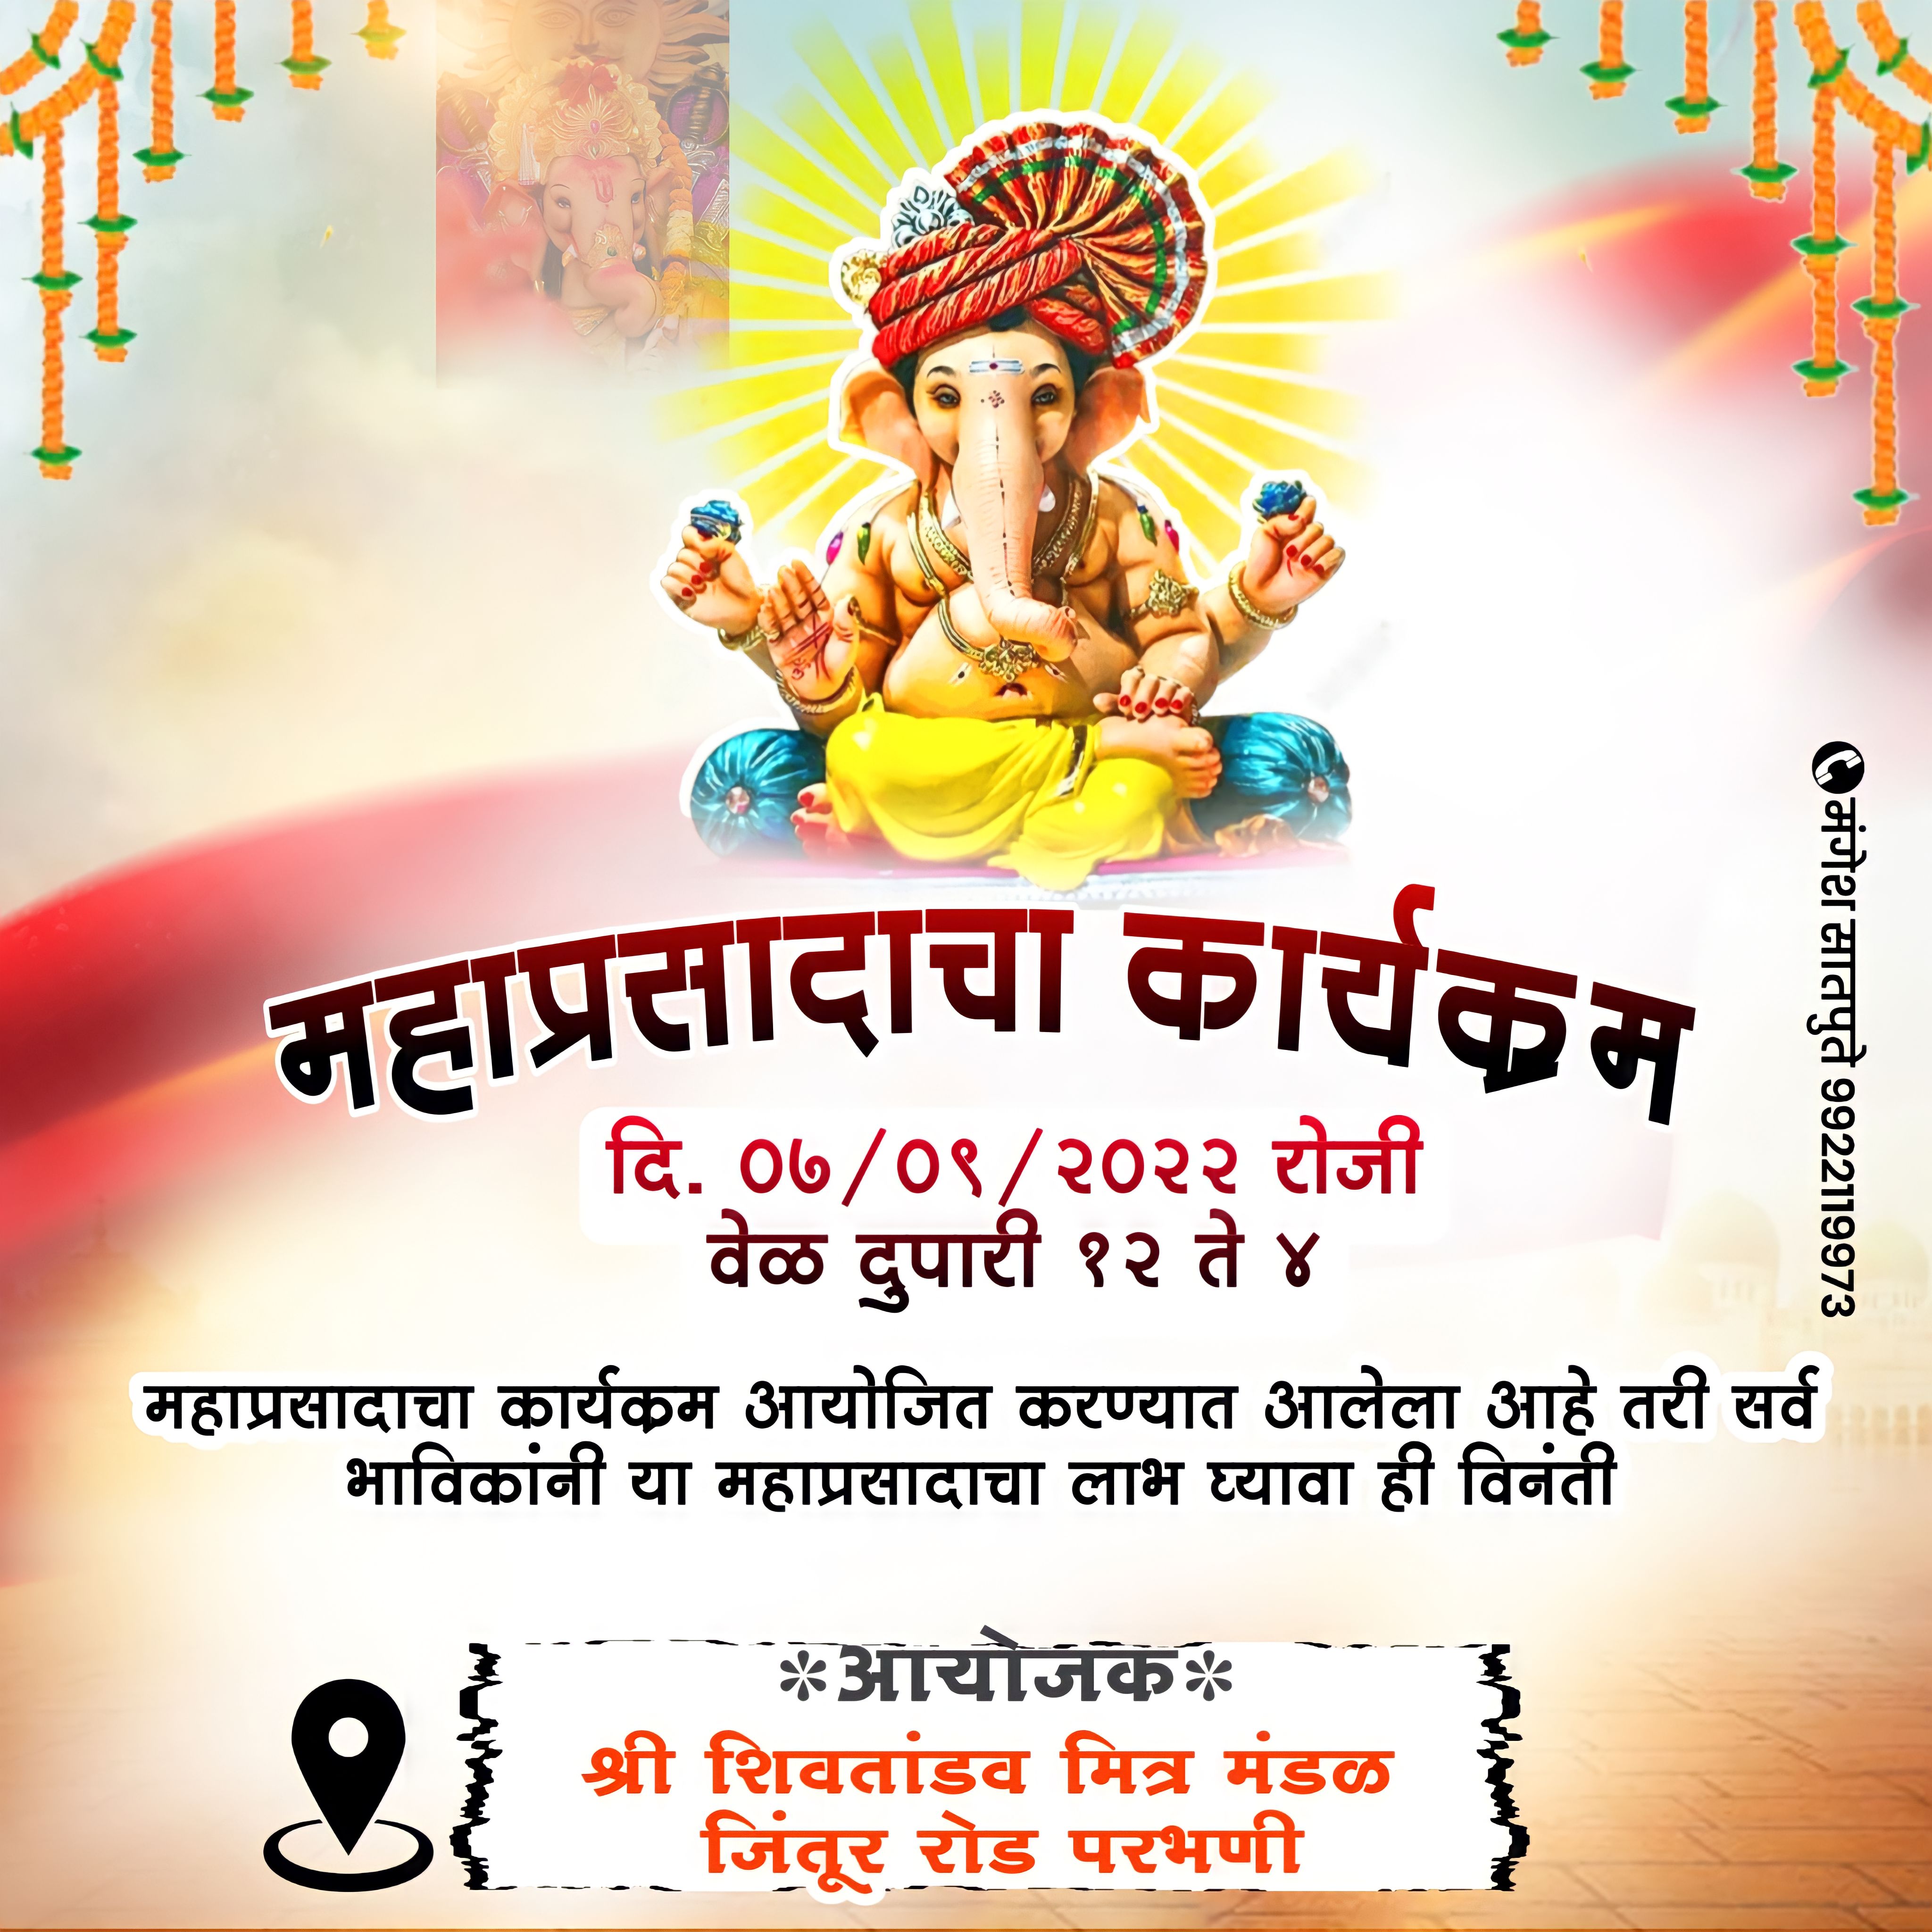 महाप्रसादाचा कार्यक्रम
दि. ०७/०९/२०२२ रोजी
वेळ दुपारी १२ ते ४
महाप्रसादाचा कार्यक्रम आयोजित करण्यात आलेला आहे तरी सर्व
भाविकांनी या महाप्रसादाचा लाभ घ्यावा ही विनंती
मंगेश सातपुते 9922119973
*आयोजक*
श्री शिवतांडव मित्र मंडळ
जिंतूर रोड परभणी